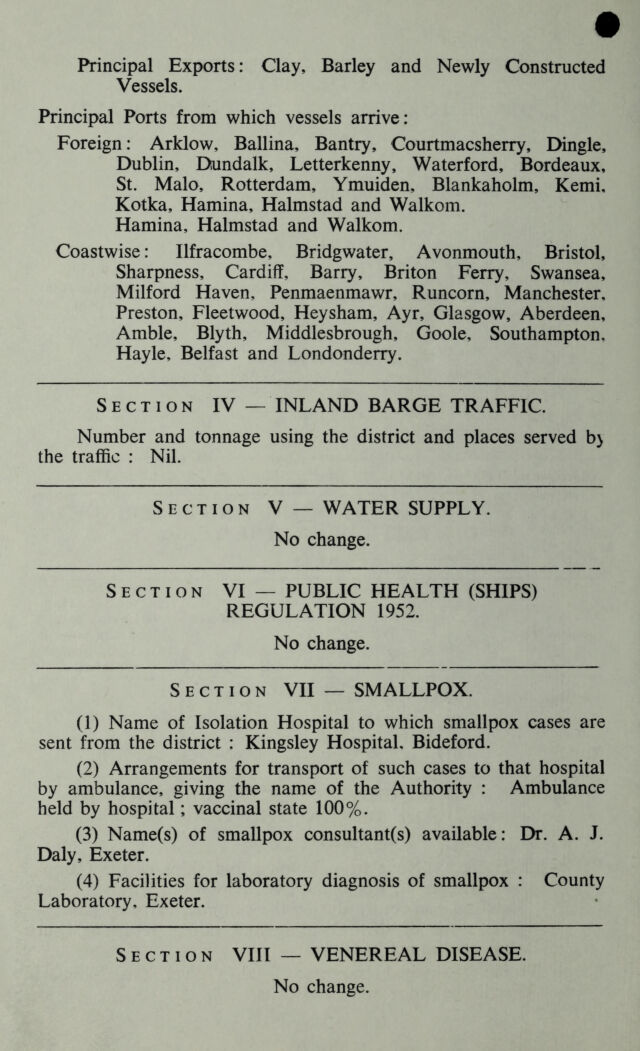 Principal Exports: Clay, Barley and Newly Constructed
Vessels.
Principal Ports from which vessels arrive:
Foreign: Arklow, Ballina, Bantry, Courtmacsherry, Dingle,
Dublin, Dundalk, Letterkenny, Waterford, Bordeaux,
St. Malo, Rotterdam, Ymuiden, Blankaholm, Kemi,
Kotka, Hamina, Halmstad and Walkom.
Hamina, Halmstad and Walkom.
Coastwise: Ilfracombe, Bridgwater, Avonmouth, Bristol,
Sharpness, Cardiff, Barry, Briton Ferry, Swansea,
Milford Haven, Penmaenmawr, Runcorn, Manchester,
Preston, Fleetwood, Heysham, Ayr, Glasgow, Aberdeen,
Amble, Blyth, Middlesbrough, Goole, Southampton,
Hayle, Belfast and Londonderry.
SECTION IV — INLAND BARGE TRAFFIC.
Number and tonnage using the district and places served by
the traffic : Nil.
SECTION V — WATER SUPPLY.
No change.
SECTION VI — PUBLIC HEALTH (SHIPS)
REGULATION 1952.
No change.
SECTION VII — SMALLPOX.
(1) Name of Isolation Hospital to which smallpox cases are
sent from the district : Kingsley Hospital, Bideford.
(2) Arrangements for transport of such cases to that hospital
by ambulance, giving the name of the Authority : Ambulance
held by hospital ; vaccinal state 100%.
(3) Name(s) of smallpox consultant(s) available: Dr. A. J.
Daly, Exeter.
(4) Facilities for laboratory diagnosis of smallpox : County
Laboratory, Exeter.
SECTION VIII — VENEREAL DISEASE.
No change.